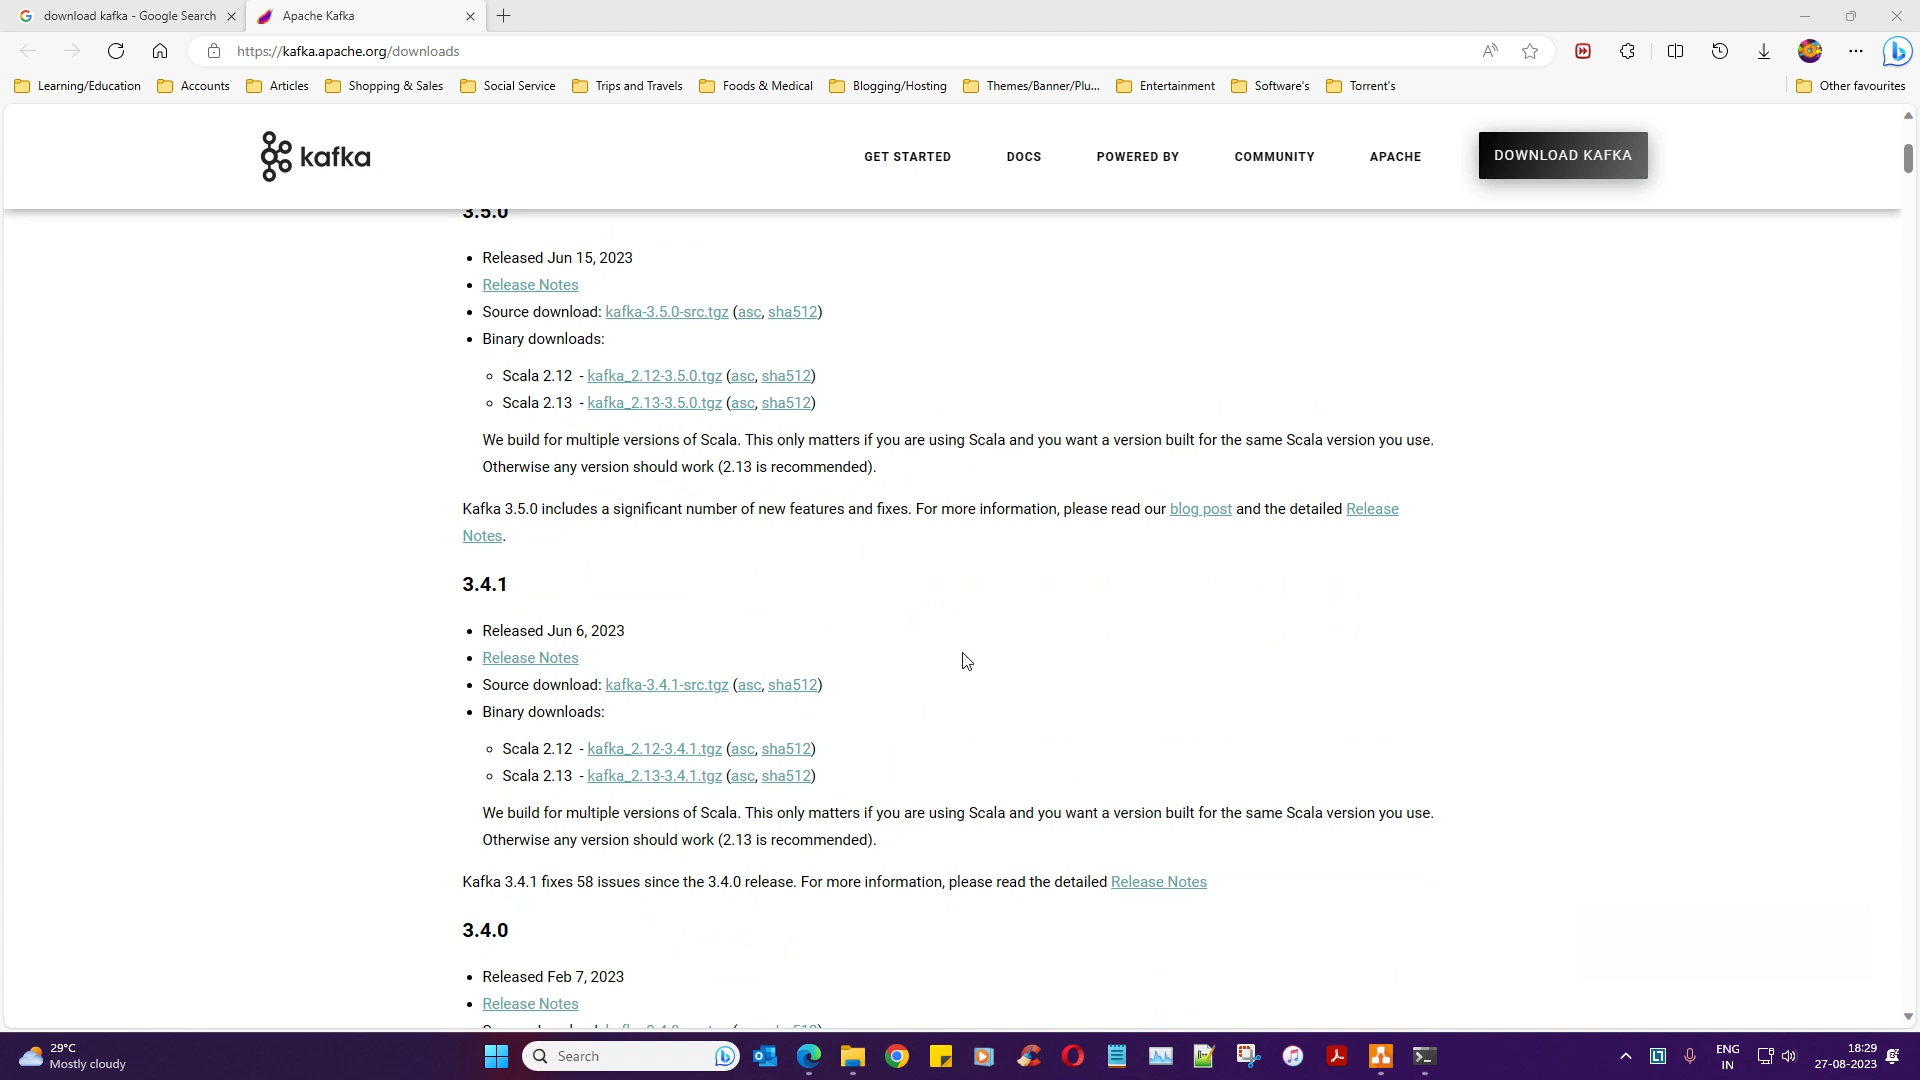 download kafka - Google Search
Apache Kafka
https://kafka.apache.org/downloads
Learning/Education
Accounts
Articles
Shopping & Sales
Social Service
Trips and Travels
Foods & Medical
Blogging/Hosting
Themes/Banner/Plu...
Entertainment
Software's
Torrent's
Other favourites
kafka
GET STARTED
DOCS
POWERED BY
COMMUNITY
APACHE
DOWNLOAD KAFKA
3.5.0
Released Jun 15, 2023
Release Notes
Source download: kafka-3.5.0-src.tgz (asc, sha512)
Binary downloads:
Scala 2.12 - kafka_2.12-3.5.0.tgz (asc, sha512)
Scala 2.13 - kafka_2.13-3.5.0.tgz (asc, sha512)
We build for multiple versions of Scala. This only matters if you are using Scala and you want a version built for the same Scala version you use.
Otherwise any version should work (2.13 is recommended).
Kafka 3.5.0 includes a significant number of new features and fixes. For more information, please read our blog post and the detailed Release
Notes.
3.4.1
Released Jun 6, 2023
Release Notes
Source download: kafka-3.4.1-src.tgz (asc, sha512)
Binary downloads:
Scala 2.12 - kafka_2.12-3.4.1.tgz (asc, sha512)
Scala 2.13 - kafka_2.13-3.4.1.tgz (asc, sha512)
We build for multiple versions of Scala. This only matters if you are using Scala and you want a version built for the same Scala version you use.
Otherwise any version should work (2.13 is recommended).
Kafka 3.4.1 fixes 58 issues since the 3.4.0 release. For more information, please read the detailed Release Notes
3.4.0
Released Feb 7, 2023
Release Notes
29°C
Mostly cloudy
Search
ENG
IN
18:29
27-08-2023